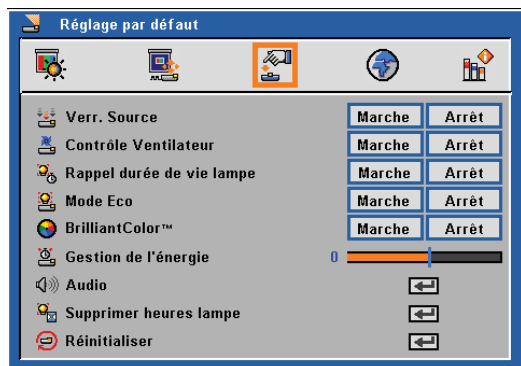 Réglage par défaut
Verr. Source Marche Arrêt
Contrôle Ventilateur Marche Arrêt
Rappel durée de vie lampe Marche Arrêt
Mode Eco Marche Arrêt
BrilliantColor™ Marche Arrêt
Gestion de l'énergie 0
Audio
Supprimer heures lampe
Réinitialiser